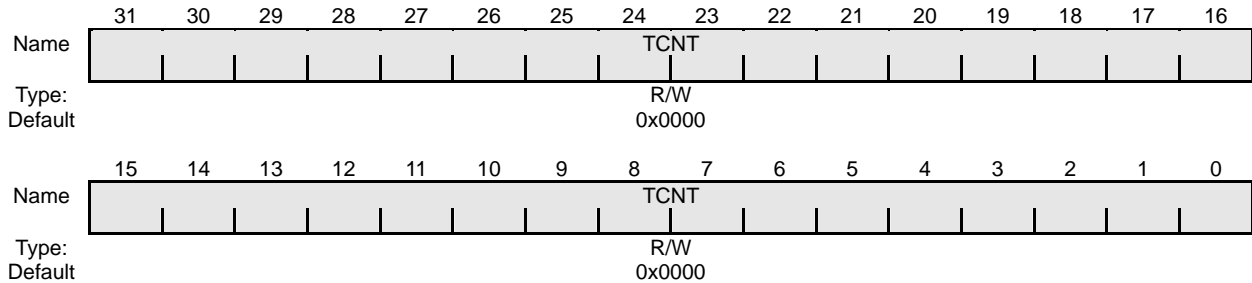 31 30 29 28 27 26 25 24 23 22 21 20 19 18 17 16
Name TCNT
Type: R/W
Default 0x0000
15 14 13 12 11 10 9 8 7 6 5 4 3 2 1 0
Name TCNT
Type: R/W
Default 0x0000